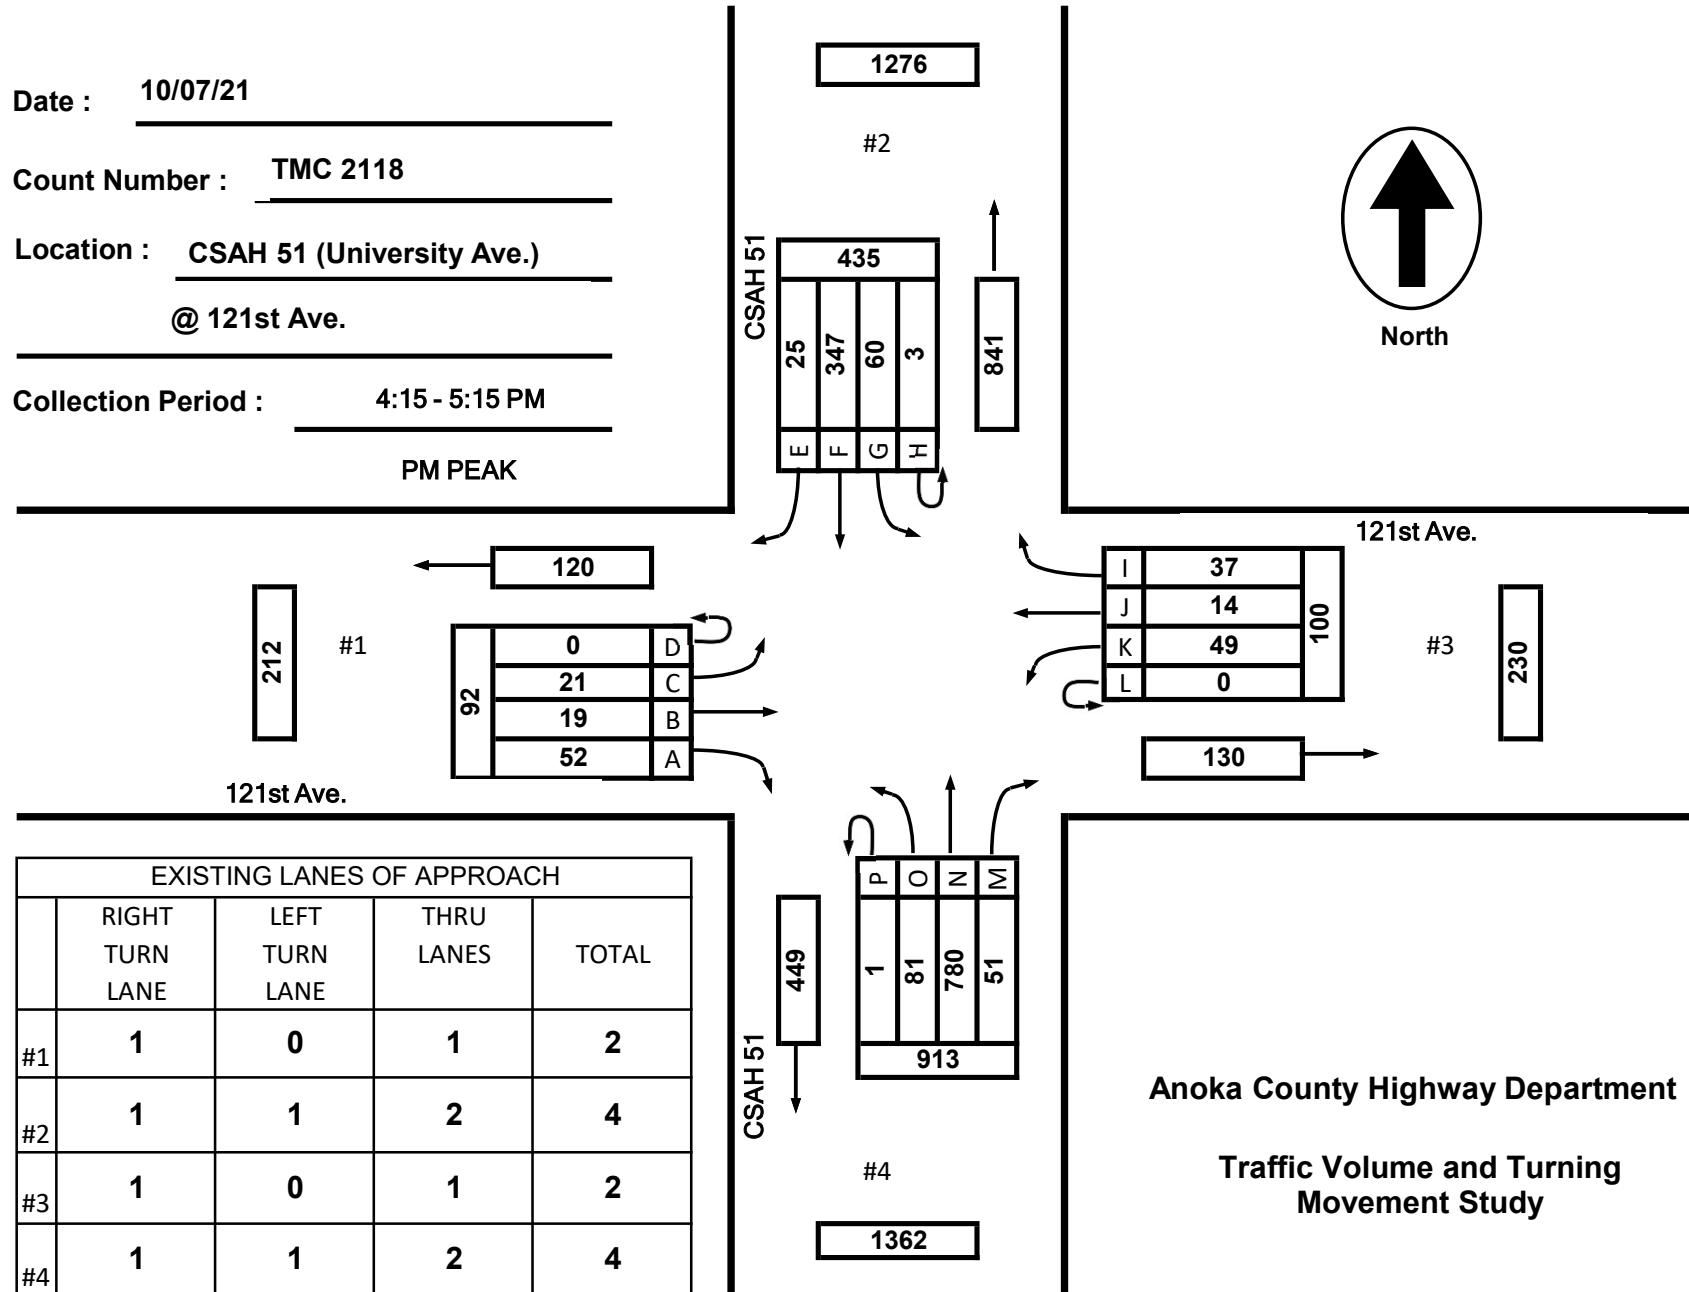 Date : 10/07/21
Count Number : TMC 2118
Location : CSAH 51 (University Ave.)
@ 121st Ave.
Collection Period : 4:15 - 5:15 PM
PM PEAK
1276
#2
CSAH 51
435
25 347 60 3
E F G H
841
North
121st Ave.
120
212
#1
92
0 D
21 C
19 B
52 A
121st Ave.
I 37
J 14
K 49
L 0
100
#3
230
130
P O N M
1 81 780 51
913
449
CSAH 51
#4
1362
EXISTING LANES OF APPROACH
RIGHT TURN LANE
LEFT TURN LANE
THRU LANES
TOTAL
#1 1 0 1 2
#2 1 1 2 4
#3 1 0 1 2
#4 1 1 2 4
Anoka County Highway Department
Traffic Volume and Turning
Movement Study